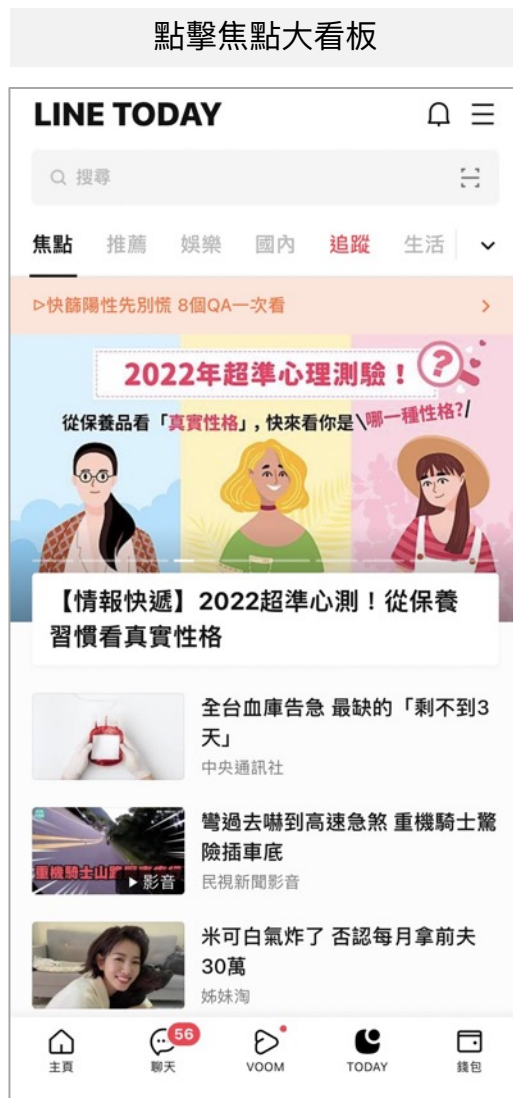 點擊焦點大看板
LINE TODAY
搜尋
焦點 推薦 娛樂 國內 追蹤 生活
快篩陽性先別慌 8個QA一次看
2022年超準心理測驗！
?
從保養品看「真實性格」，快來看你是\哪一種性格?/
【情報快遞】2022超準心測！從保養
習慣看真實性格
全台血庫告急 最缺的「剩不到3
天」
中央通訊社
彎過去嚇到高速急煞 重機騎士驚
險插車底
民視新聞影音
影音
米可白氣炸了 否認每月拿前夫
30萬
姊妹淘
56
主頁 聊天 VOOM TODAY 錢包